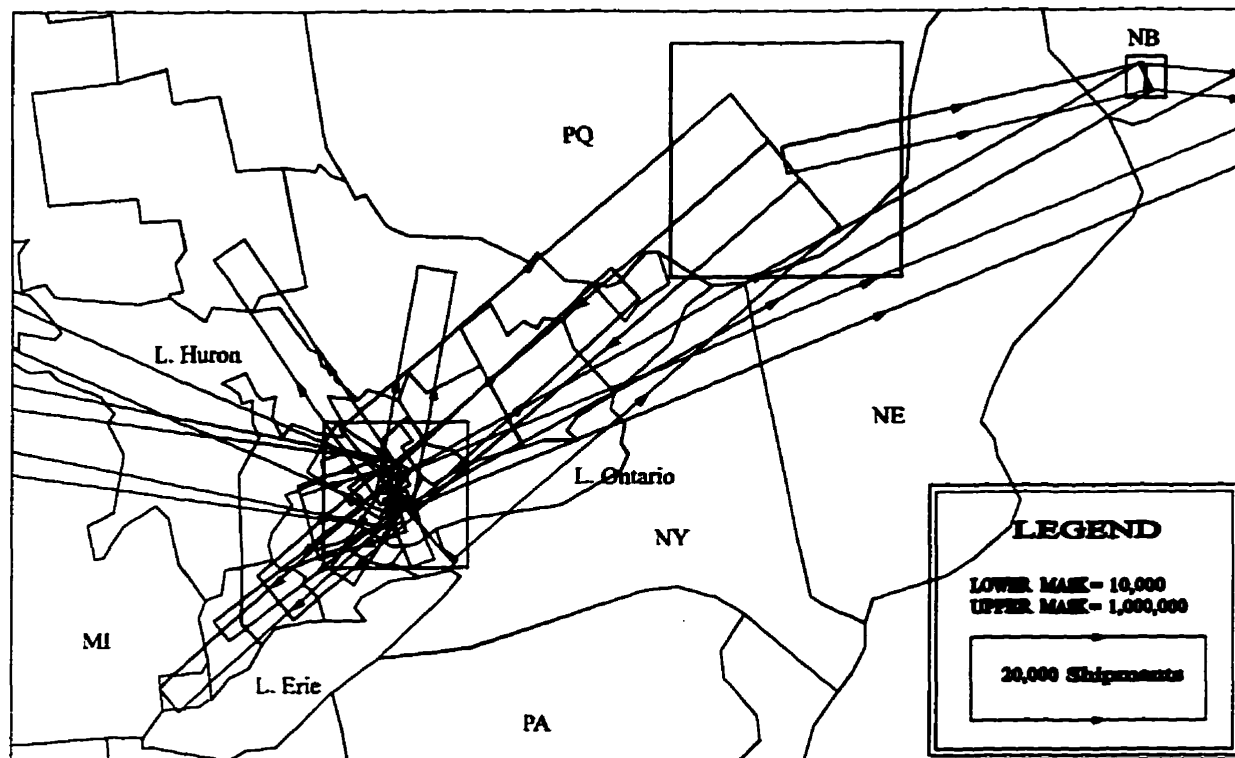 NB
PQ
L. Huron
NE
L. Ontario
NY
MI
L. Erie
PA
LEGEND
LOWER MASK = 10,000
UPPER MASK = 1,000,000
20,000 Shipments